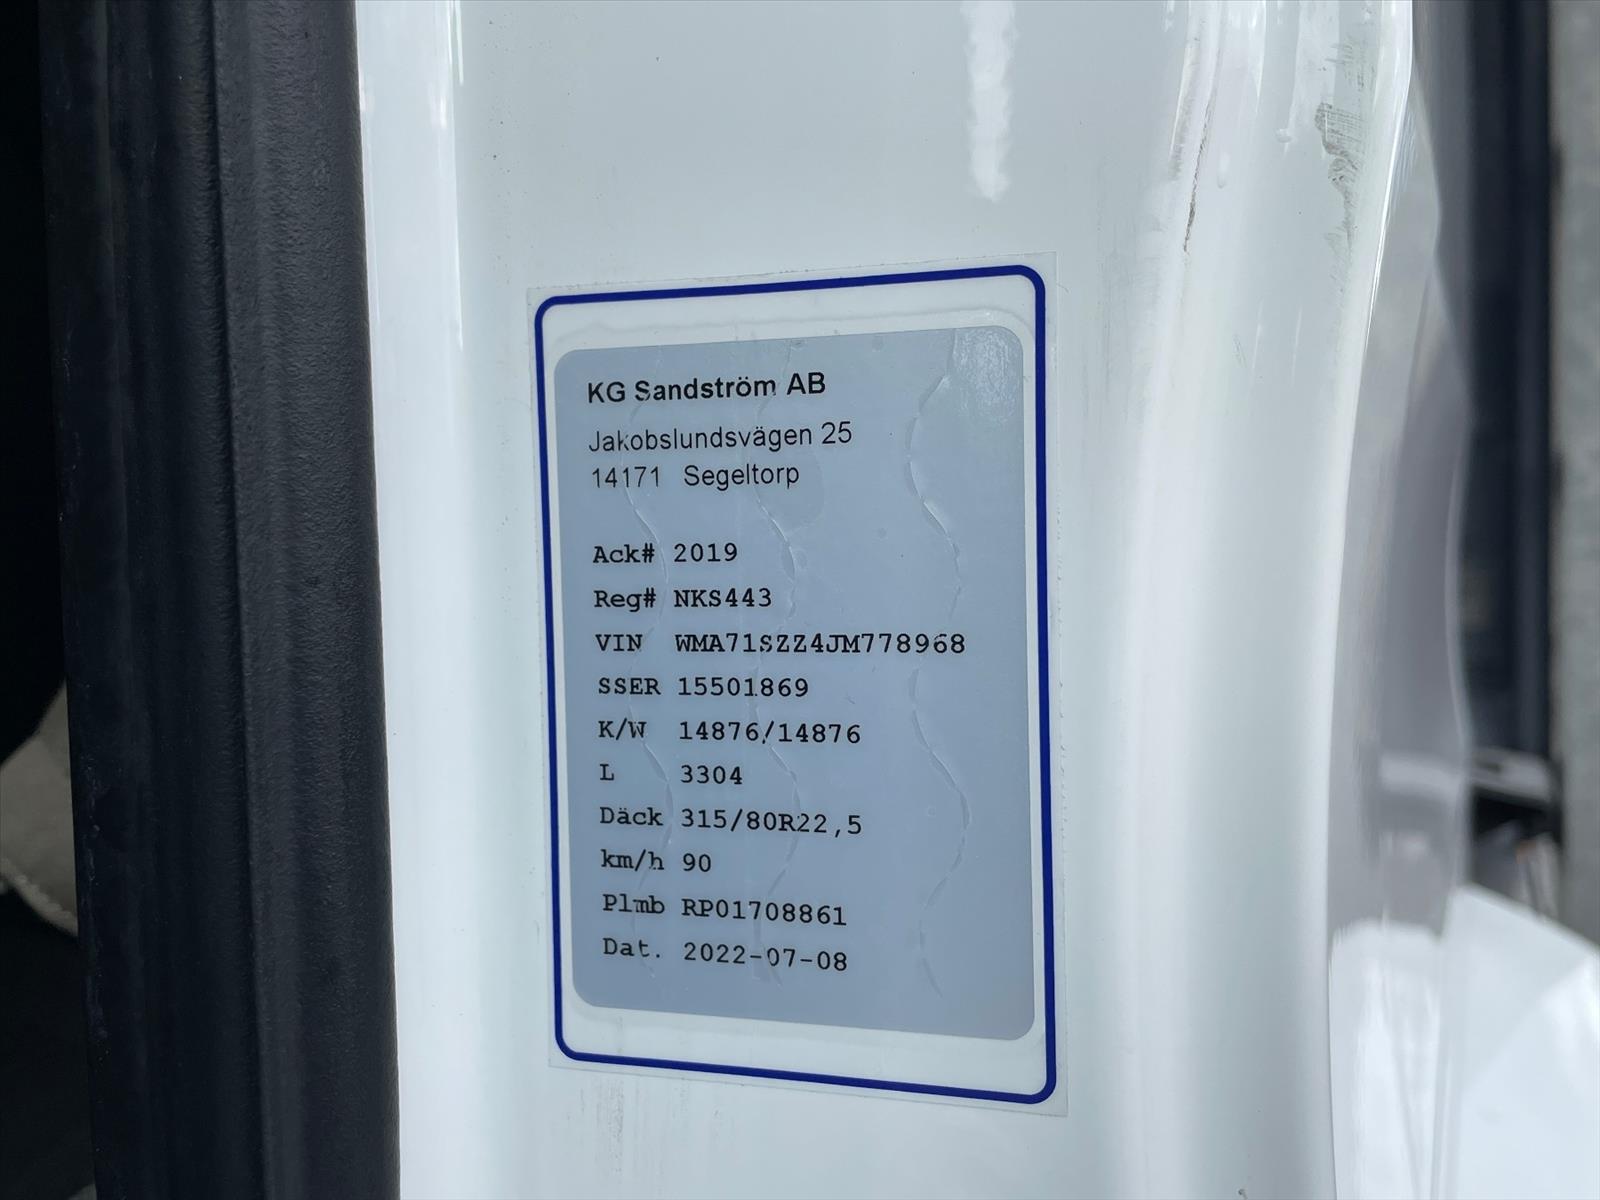 KG Sandström AB
Jakobslundsvägen 25
14171 Segeltorp
Ack# 2019
Reg# NKS443
VIN WMA71SZZ4JM778968
SSER 15501869
K/W 14876/14876
L 3304
Däck 315/80R22,5
km/h 90
Plmb RP01708861
Dat. 2022-07-08